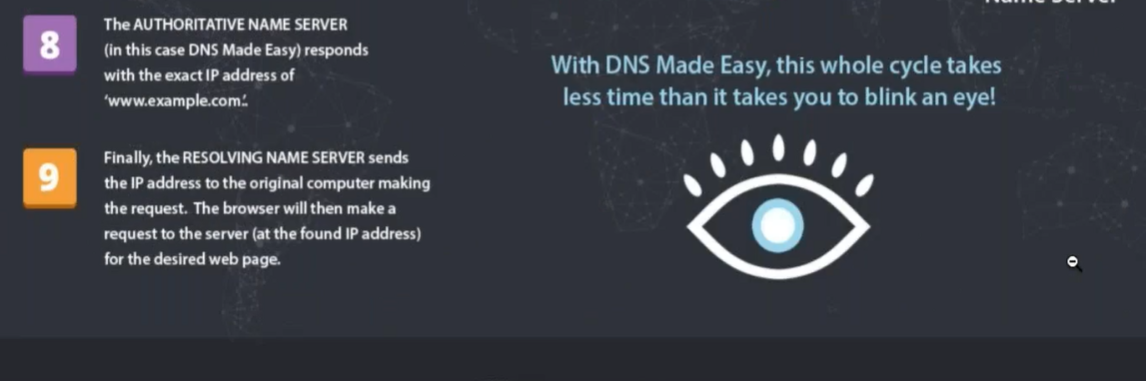 8
The AUTHORITATIVE NAME SERVER
(in this case DNS Made Easy) responds
with the exact IP address of
‘www.example.com’.
9
Finally, the RESOLVING NAME SERVER sends
the IP address to the original computer making
the request. The browser will then make a
request to the server (at the found IP address)
for the desired web page.
Name Server
With DNS Made Easy, this whole cycle takes
less time than it takes you to blink an eye!